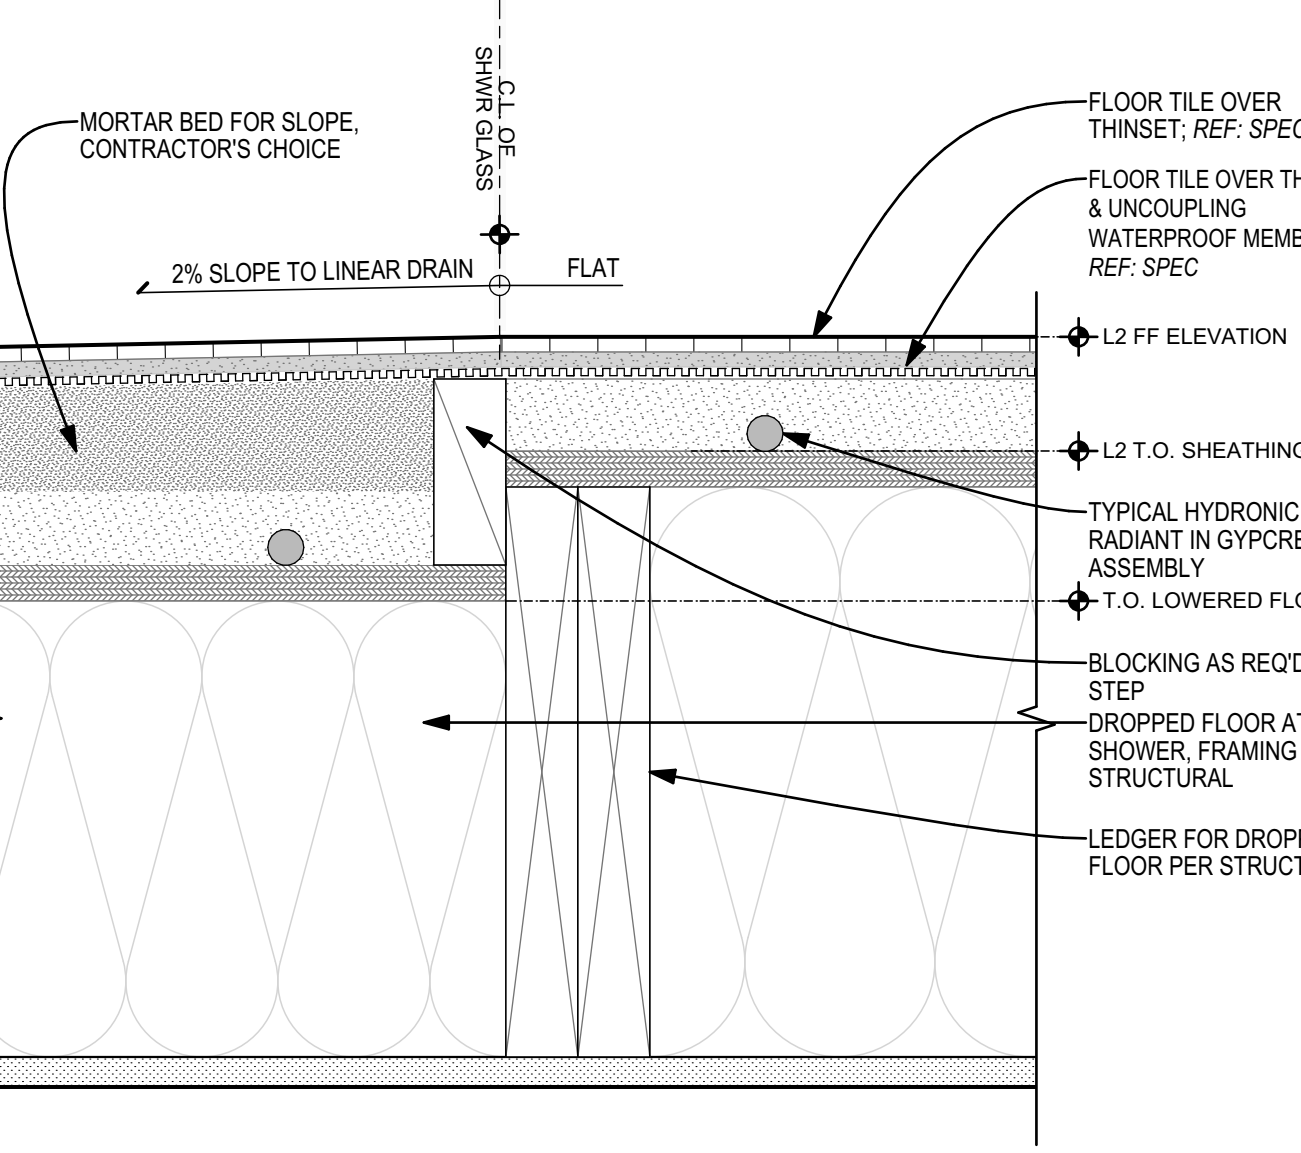 C.L. OF
SHWR GLASS
MORTAR BED FOR SLOPE,
CONTRACTOR'S CHOICE
2% SLOPE TO LINEAR DRAIN
FLAT
FLOOR TILE OVER
THINSET; REF: SPEC
FLOOR TILE OVER TH
& UNCOUPLING
WATERPROOF MEMB
REF: SPEC
L2 FF ELEVATION
L2 T.O. SHEATHING
TYPICAL HYDRONIC
RADIANT IN GYPCRE
ASSEMBLY
T.O. LOWERED FLO
BLOCKING AS REQ'D
STEP
DROPPED FLOOR AT
SHOWER, FRAMING
STRUCTURAL
LEDGER FOR DROP
FLOOR PER STRUCT